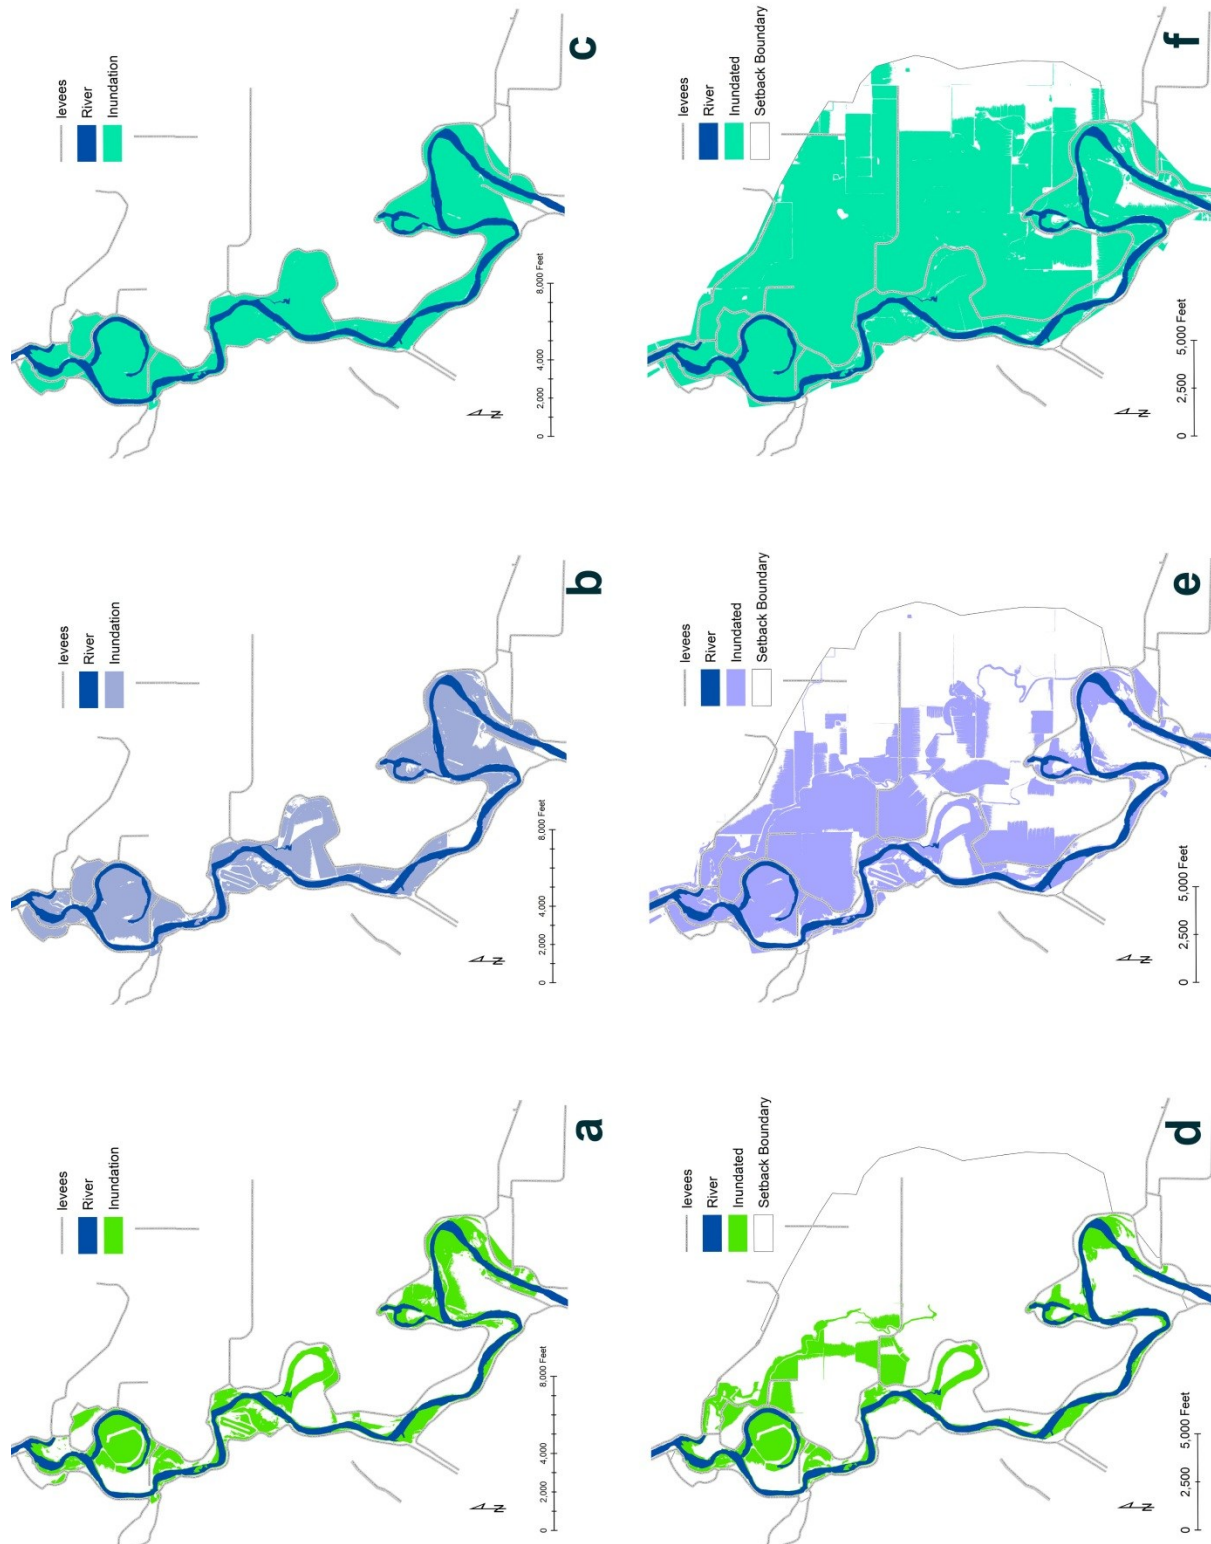 levees
River
Inundation
N
0 2,000 4,000 8,000 Feet
a
levees
River
Inundation
N
0 2,000 4,000 8,000 Feet
b
levees
River
Inundation
N
0 2,000 4,000 8,000 Feet
c
levees
River
Inundated
Setback Boundary
N
0 2,500 5,000 Feet
d
levees
River
Inundated
Setback Boundary
N
0 2,500 5,000 Feet
e
levees
River
Inundated
Setback Boundary
N
0 2,500 5,000 Feet
f